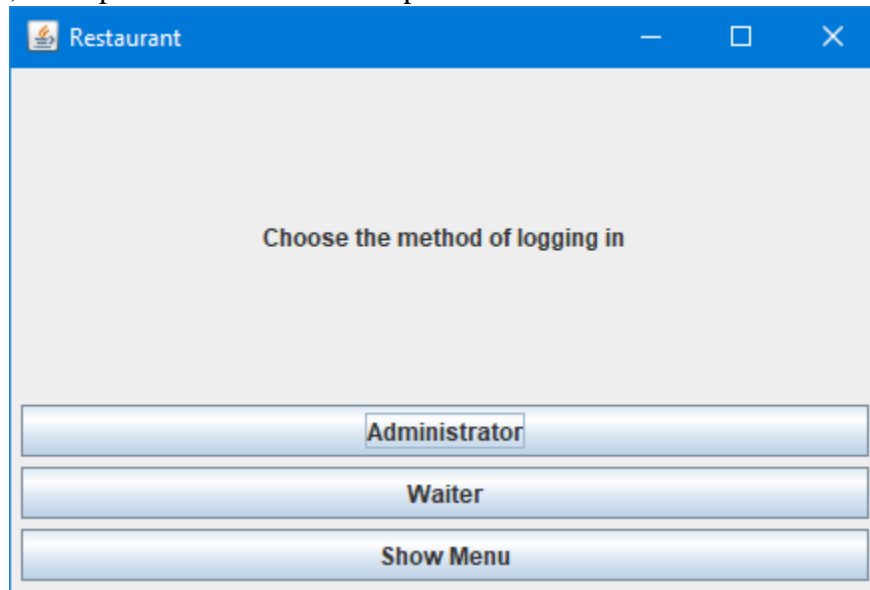 Restaurant
Choose the method of logging in
Administrator
Waiter
Show Menu